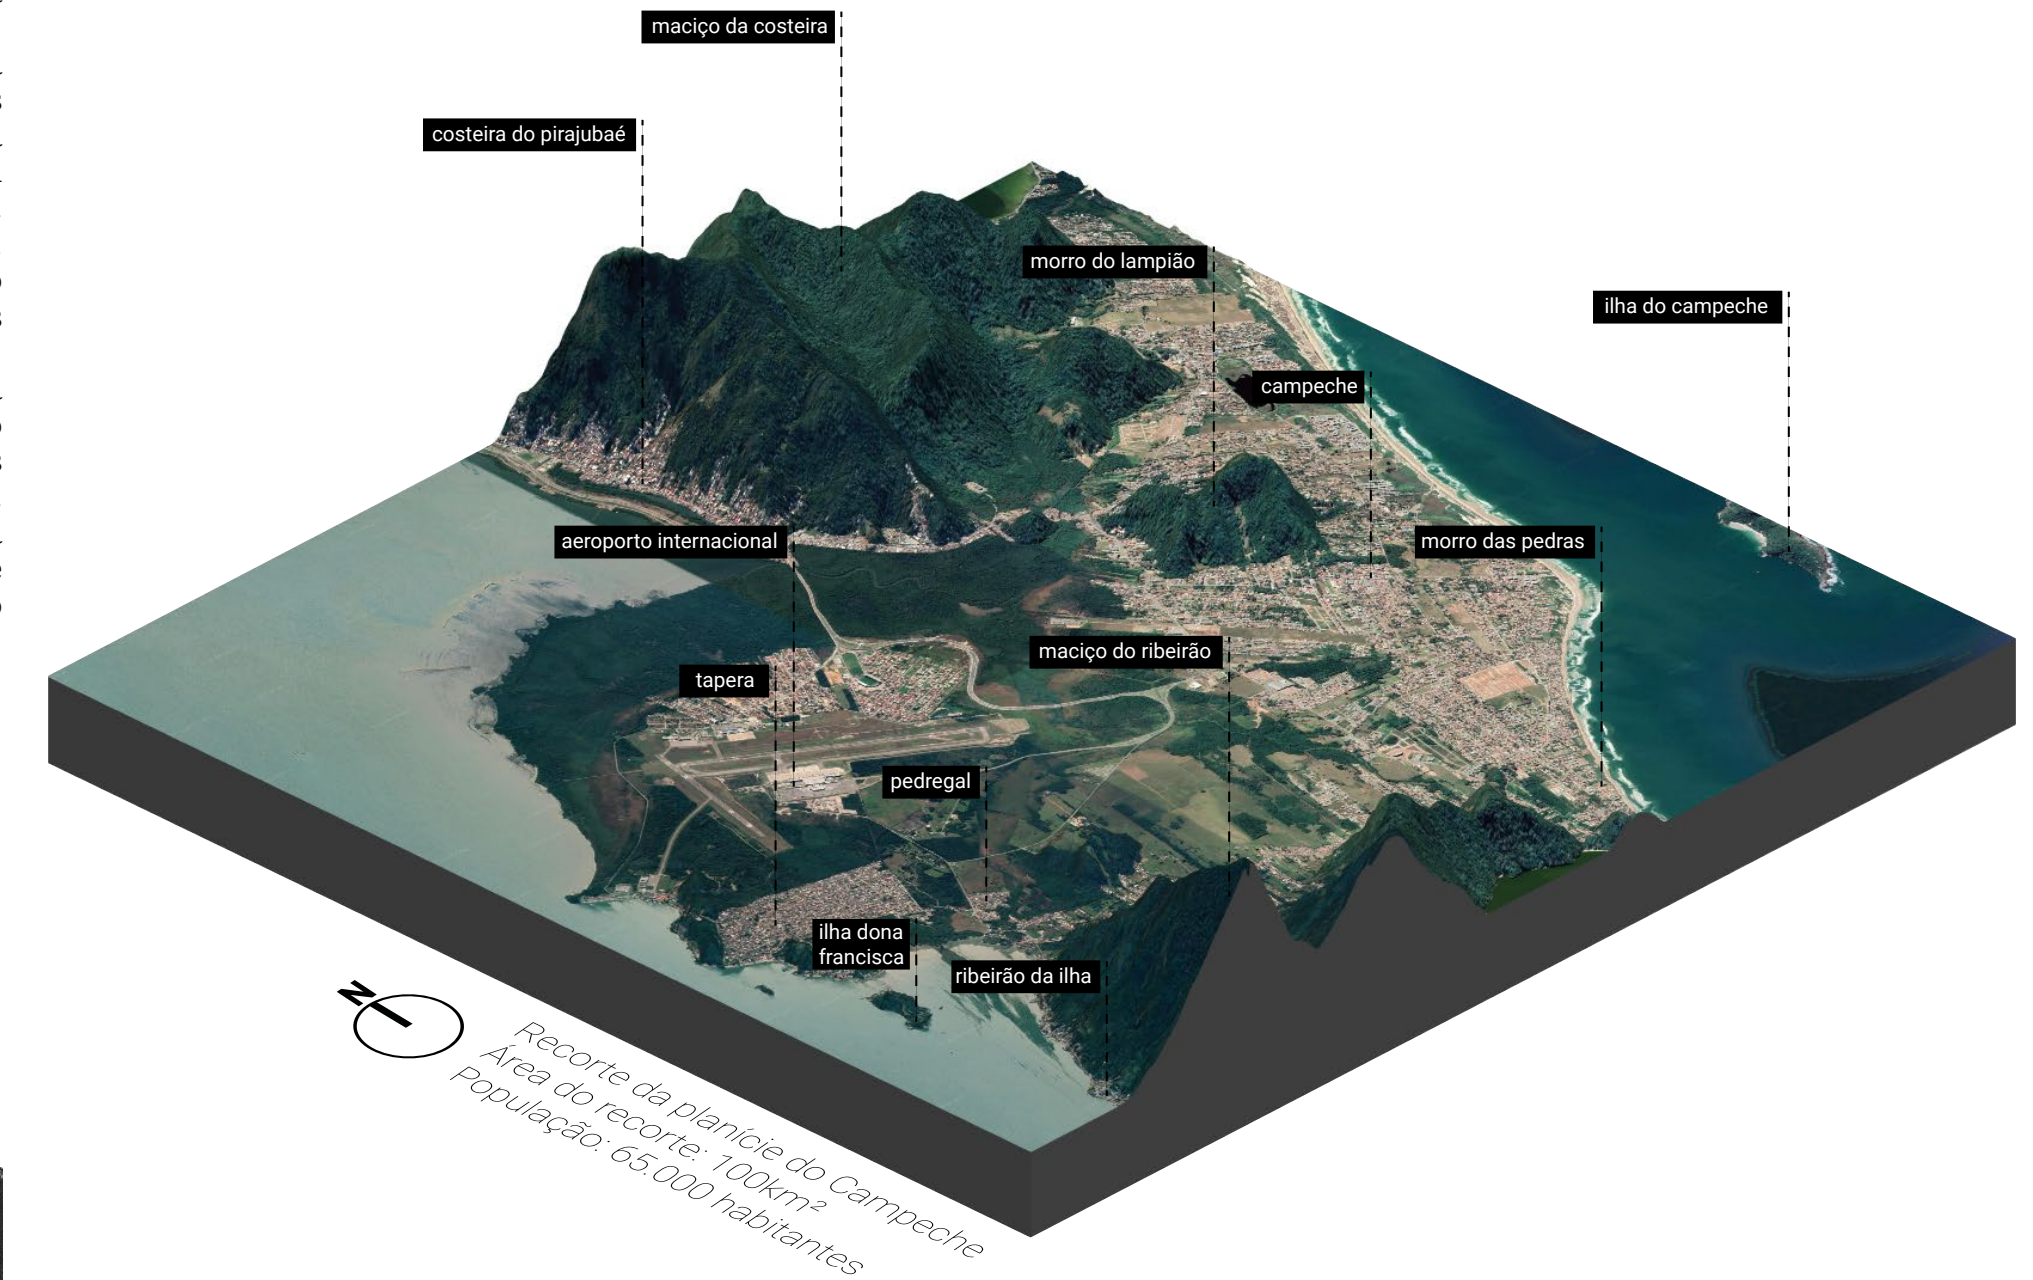 maciço da costeira
costeira do pirajubaé
morro do lampião
ilha do campeche
campeche
aeroporto internacional
morro das pedras
maciço do ribeirão
tapera
pedregal
ilha dona
francisca
ribeirão da ilha
N
Recorte da planície do Campeche
Área do recorte: 100km²
População: 65.000 habitantes